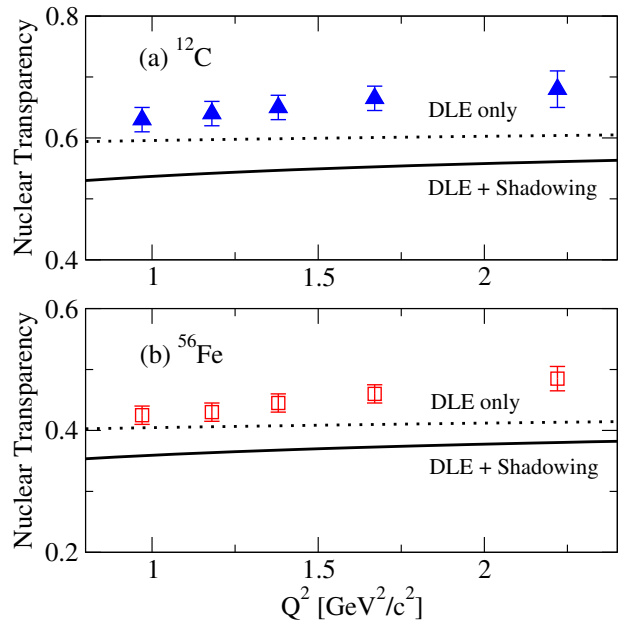 0.8
(a) ¹²C
DLE only
0.6
DLE + Shadowing
0.4
1 1.5 2
Nuclear Transparency
0.6
(b) ⁵⁶Fe
DLE only
0.4
DLE + Shadowing
0.2
1 1.5 2
Nuclear Transparency
Q² [GeV²/c²]